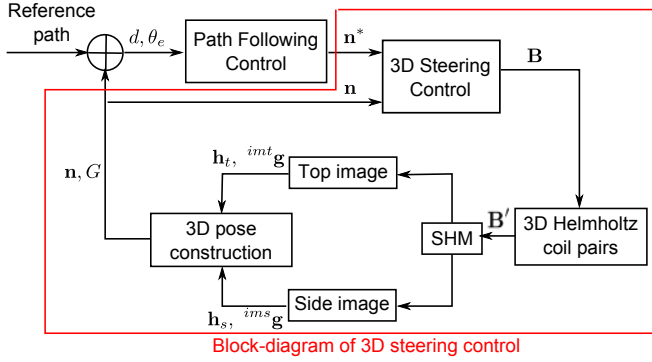 Reference
path
d, θₑ
Path Following
Control
n*
n
3D Steering
Control
B
n, G
hₜ, ⁱᵐᵗg
Top image
3D pose
construction
SHM
B′
3D Helmholtz
coil pairs
Side image
hₛ, ⁱᵐˢg
Block-diagram of 3D steering control